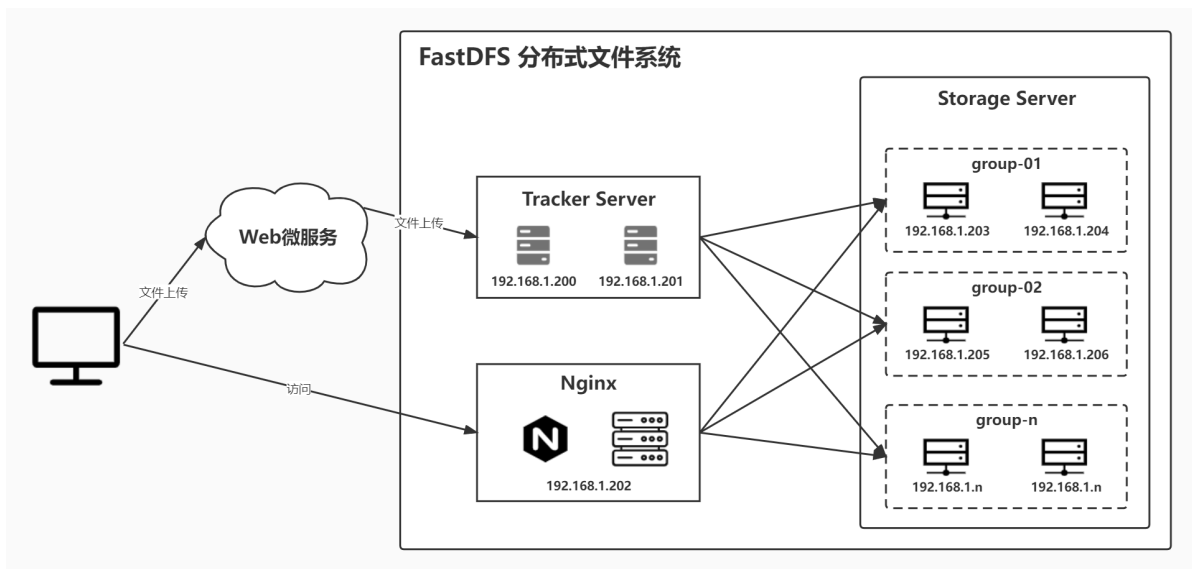 FastDFS 分布式文件系统
Storage Server
group-01
192.168.1.203
192.168.1.204
group-02
192.168.1.205
192.168.1.206
group-n
192.168.1.n
192.168.1.n
Tracker Server
192.168.1.200
192.168.1.201
Nginx
N
192.168.1.202
Web微服务
文件上传
文件上传
访问